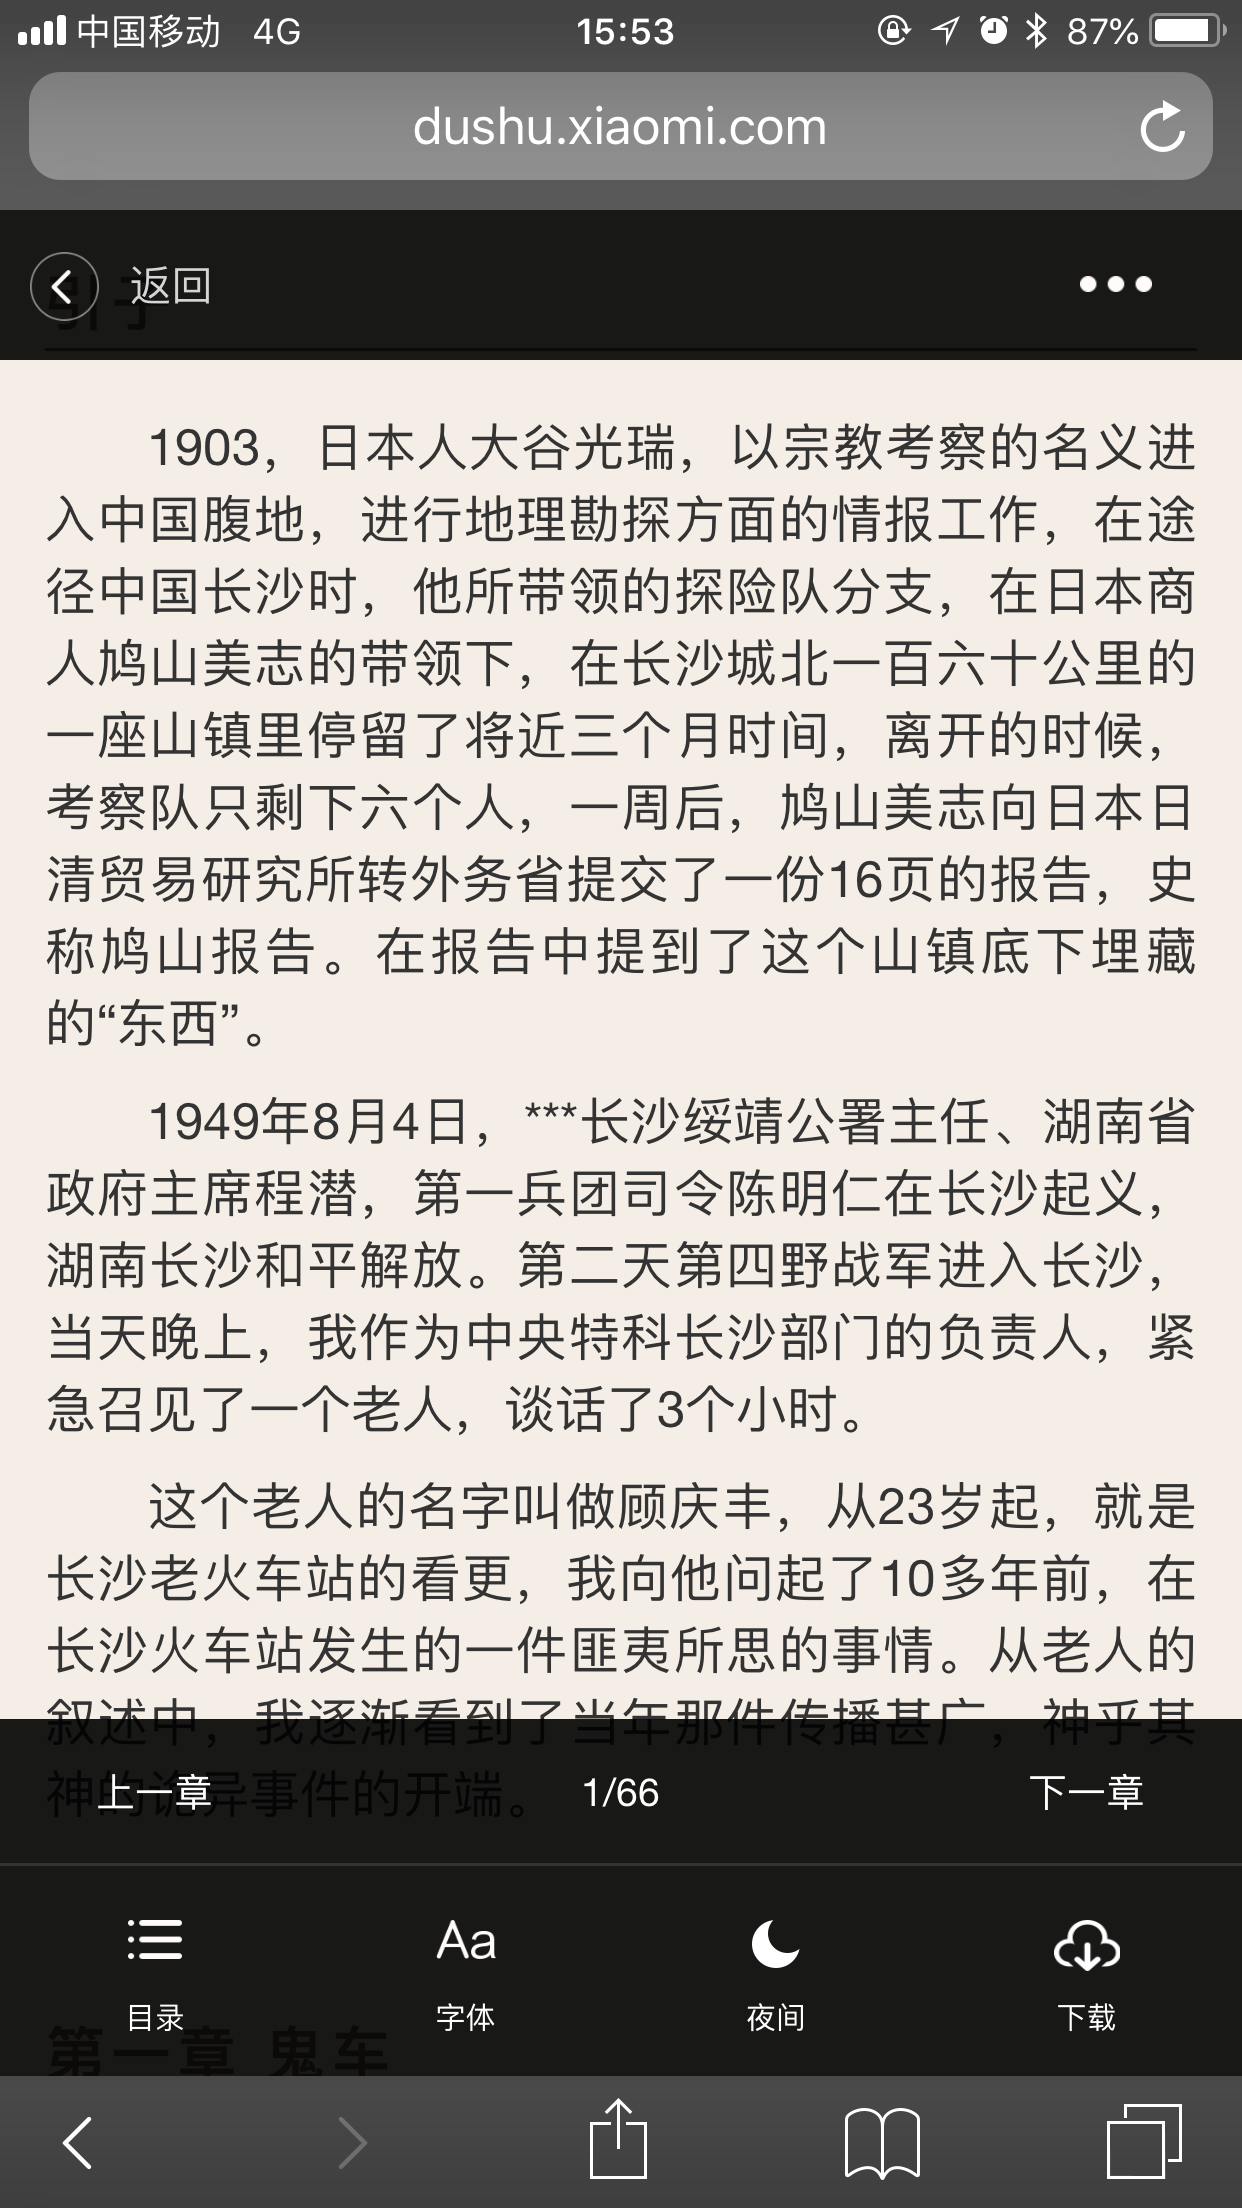 中国移动 4G 15:53 87%
dushu.xiaomi.com
返回
引子
1903，日本人大谷光瑞，以宗教考察的名义进
入中国腹地，进行地理勘探方面的情报工作，在途
径中国长沙时，他所带领的探险队分支，在日本商
人鸠山美志的带领下，在长沙城北一百六十公里的
一座山镇里停留了将近三个月时间，离开的时候，
考察队只剩下六个人，一周后，鸠山美志向日本日
清贸易研究所转外务省提交了一份16页的报告，史
称鸠山报告。在报告中提到了这个山镇底下埋藏
的“东西”。
1949年8月4日，***长沙绥靖公署主任、湖南省
政府主席程潜，第一兵团司令陈明仁在长沙起义，
湖南长沙和平解放。第二天第四野战军进入长沙，
当天晚上，我作为中央特科长沙部门的负责人，紧
急召见了一个老人，谈话了3个小时。
这个老人的名字叫做顾庆丰，从23岁起，就是
长沙老火车站的看更，我向他问起了10多年前，在
长沙火车站发生的一件匪夷所思的事情。从老人的
叙述中，我逐渐看到了当年那件传播甚广，神乎其
神的诡异事件的开端。
上一章 1/66 下一章
目录 字体 夜间 下载
第一章 鬼车